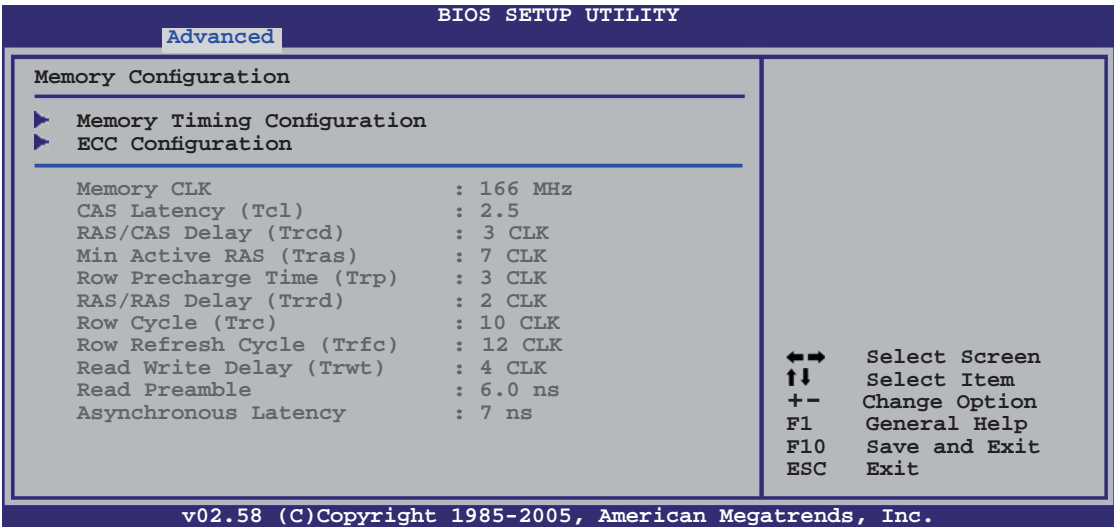 BIOS SETUP UTILITY
Advanced
Memory Configuration
Memory Timing Configuration
ECC Configuration
Memory CLK : 166 MHz
CAS Latency (Tcl) : 2.5
RAS/CAS Delay (Trcd) : 3 CLK
Min Active RAS (Tras) : 7 CLK
Row Precharge Time (Trp) : 3 CLK
RAS/RAS Delay (Trrd) : 2 CLK
Row Cycle (Trc) : 10 CLK
Row Refresh Cycle (Trfc) : 12 CLK
Read Write Delay (Trwt) : 4 CLK
Read Preamble : 6.0 ns
Asynchronous Latency : 7 ns
←→ Select Screen
↑↓ Select Item
+− Change Option
F1 General Help
F10 Save and Exit
ESC Exit
v02.58 (C)Copyright 1985-2005, American Megatrends, Inc.